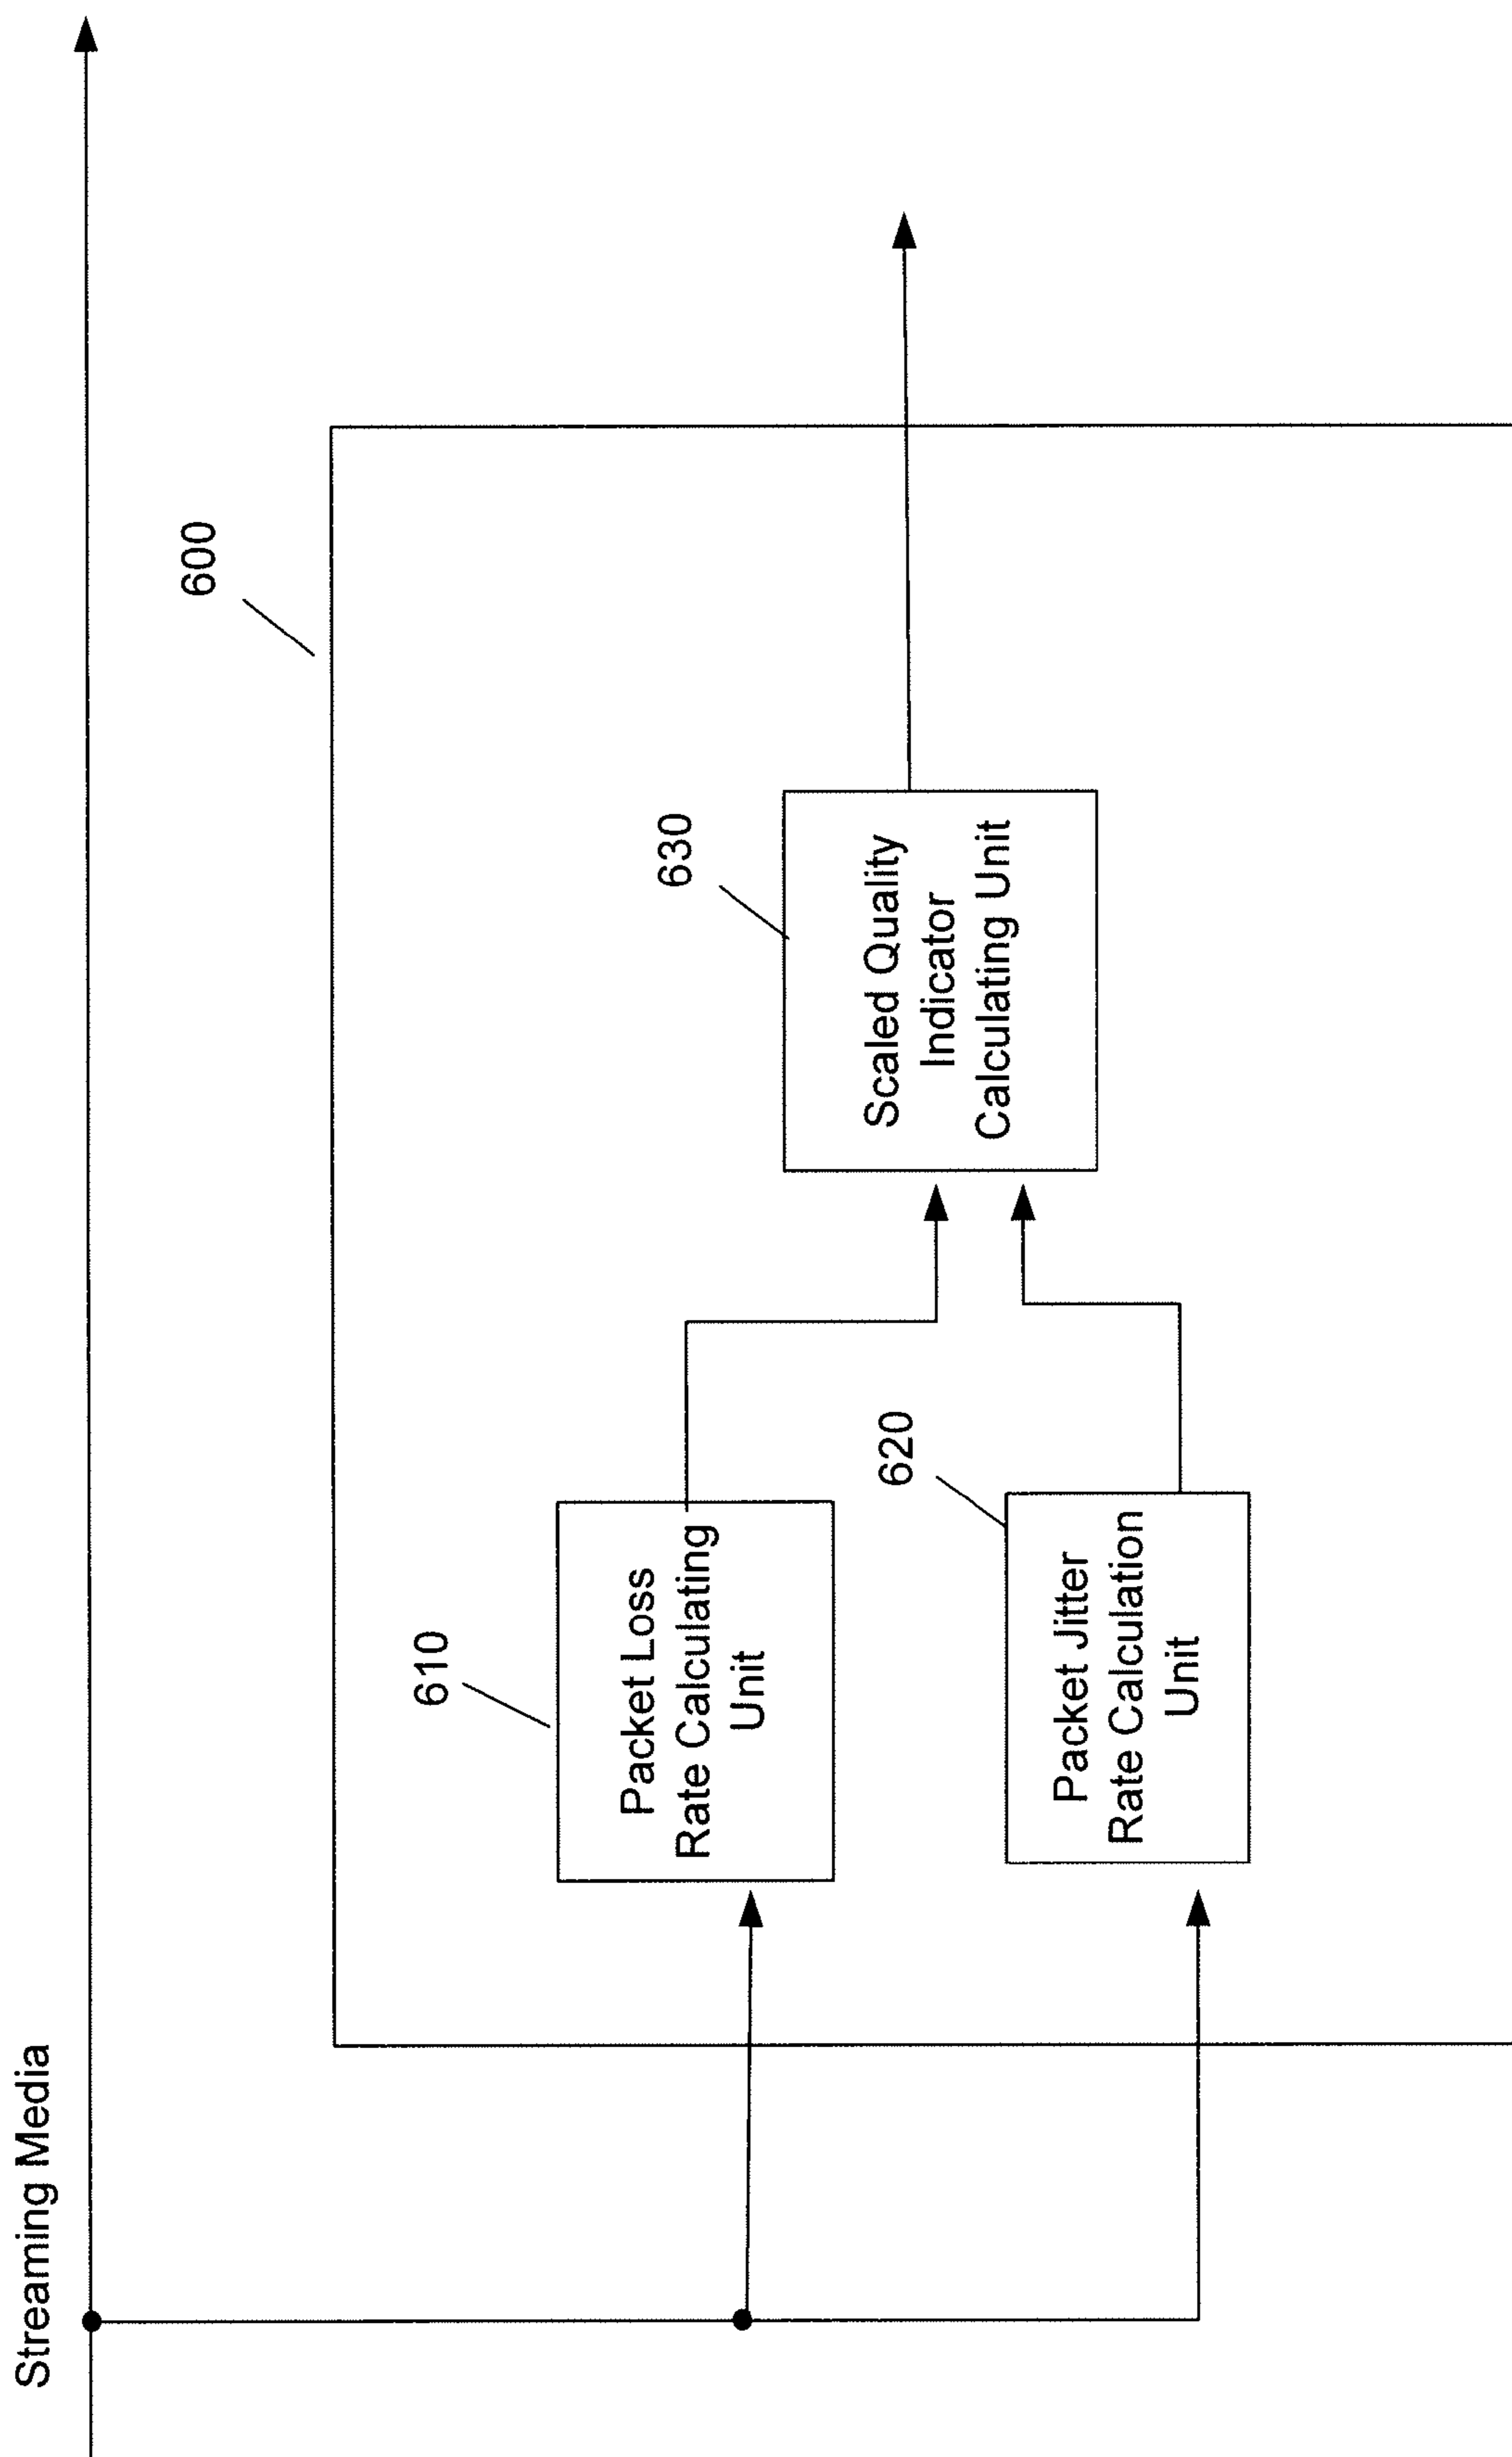 Streaming Media
600
610
Packet Loss
Rate Calculating
Unit
620
Packet Jitter
Rate Calculation
Unit
630
Scaled Quality
Indicator
Calculating Unit